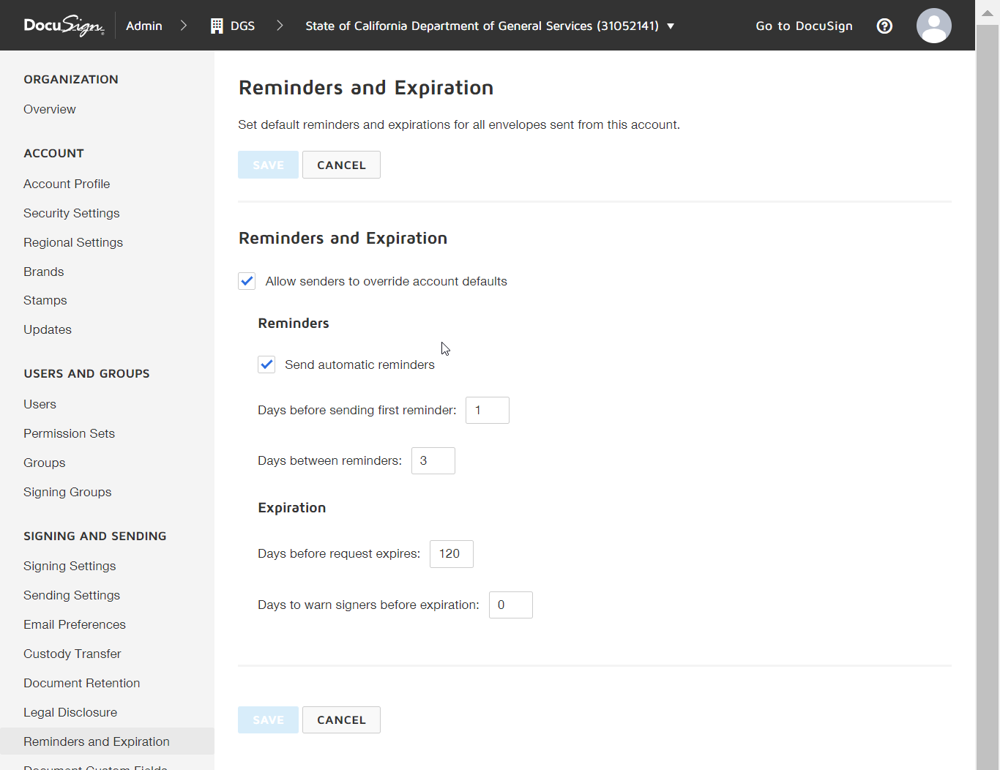 DocuSign
Admin
DGS
State of California Department of General Services (31052141)
Go to DocuSign
ORGANIZATION
Overview
ACCOUNT
Account Profile
Security Settings
Regional Settings
Brands
Stamps
Updates
USERS AND GROUPS
Users
Permission Sets
Groups
Signing Groups
SIGNING AND SENDING
Signing Settings
Sending Settings
Email Preferences
Custody Transfer
Document Retention
Legal Disclosure
Reminders and Expiration
Document Custom Fields
Reminders and Expiration
Set default reminders and expirations for all envelopes sent from this account.
SAVE CANCEL
Reminders and Expiration
Allow senders to override account defaults
Reminders
Send automatic reminders
Days before sending first reminder: 1
Days between reminders: 3
Expiration
Days before request expires: 120
Days to warn signers before expiration: 0
SAVE CANCEL